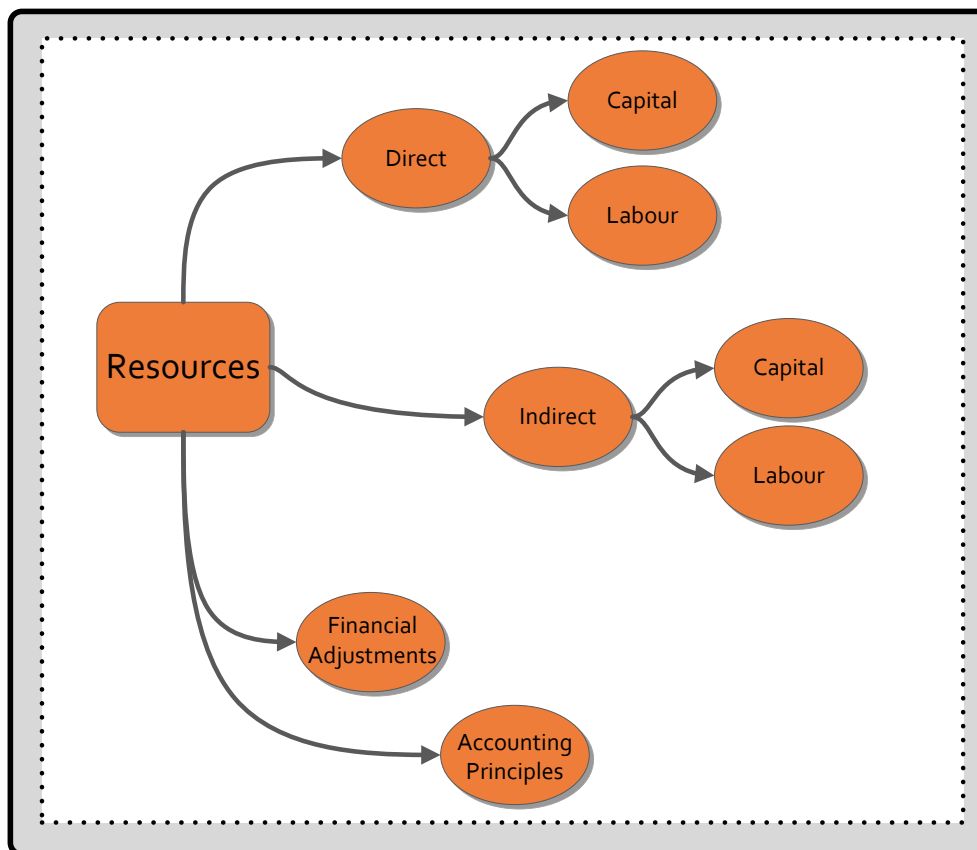 Capital
Direct
Labour
Resources
Capital
Indirect
Labour
Financial
Adjustments
Accounting
Principles